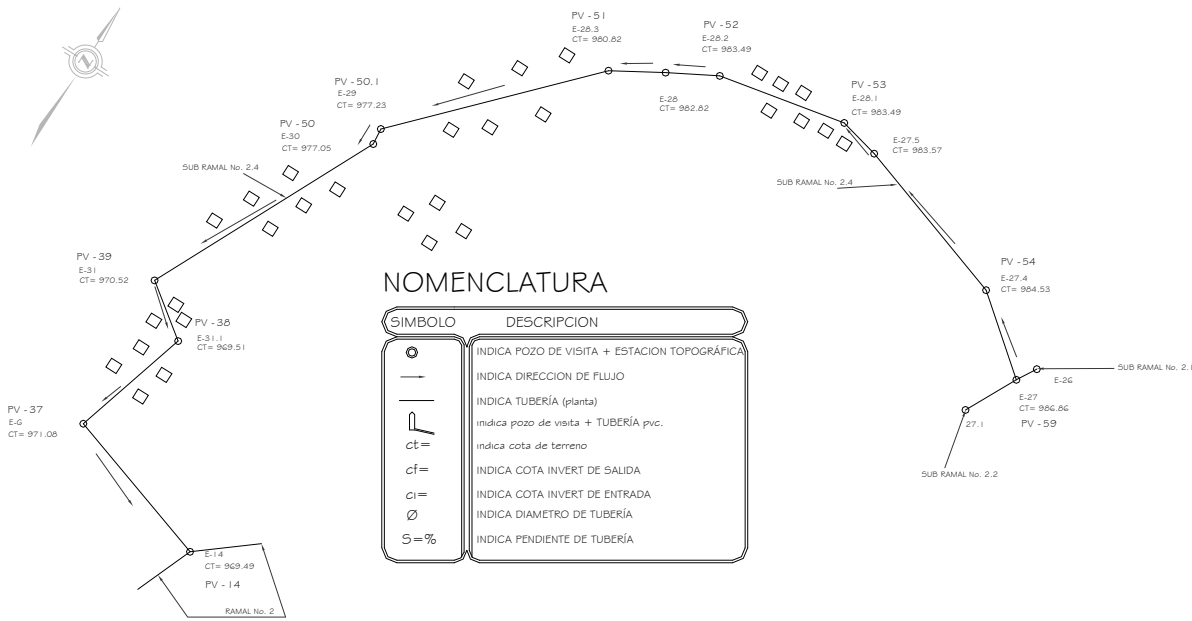 PV - 51
E-28.3
CT= 980.82
PV - 52
E-28.2
CT= 983.49
PV - 50.1
E-29
CT= 977.23
PV - 53
E-28.1
CT= 983.49
E-28
CT= 982.82
PV - 50
E-30
CT= 977.05
E-27.5
CT= 983.57
SUB RAMAL No. 2.4
SUB RAMAL No. 2.4
PV - 39
E-31
CT= 970.52
PV - 54
E-27.4
CT= 984.53
NOMENCLATURA
SIMBOLO DESCRIPCION
INDICA POZO DE VISITA + ESTACION TOPOGRÁFICA
INDICA DIRECCION DE FLUJO
INDICA TUBERÍA (planta)
indica pozo de visita + TUBERÍA pvc.
ct= indica cota de terreno
cf= INDICA COTA INVERT DE SALIDA
ci= INDICA COTA INVERT DE ENTRADA
Ø INDICA DIAMETRO DE TUBERÍA
S=% INDICA PENDIENTE DE TUBERÍA
PV - 38
E-31.1
CT= 969.51
PV - 37
E-6
CT= 971.08
SUB RAMAL No. 2.1
E-26
E-27
CT= 986.86
PV - 59
27.1
SUB RAMAL No. 2.2
E-14
CT= 969.49
PV - 14
RAMAL No. 2